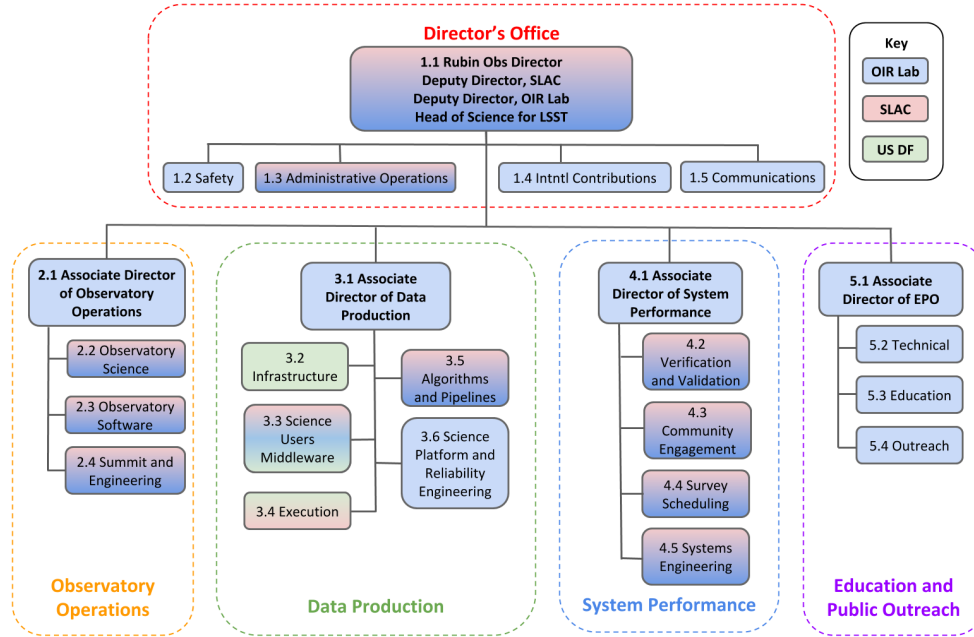 Director's Office
1.1 Rubin Obs Director
Deputy Director, SLAC
Deputy Director, OIR Lab
Head of Science for LSST
Key
OIR Lab
SLAC
US DF
1.2 Safety
1.3 Administrative Operations
1.4 Intntl Contributions
1.5 Communications
2.1 Associate Director
of Observatory
Operations
2.2 Observatory
Science
2.3 Observatory
Software
2.4 Summit and
Engineering
Observatory
Operations
3.1 Associate
Director of Data
Production
3.2
Infrastructure
3.3 Science
Users
Middleware
3.4 Execution
3.5
Algorithms
and Pipelines
3.6 Science
Platform and
Reliability
Engineering
Data Production
4.1 Associate
Director of System
Performance
4.2
Verification
and Validation
4.3
Community
Engagement
4.4 Survey
Scheduling
4.5 Systems
Engineering
System Performance
5.1 Associate
Director of EPO
5.2 Technical
5.3 Education
5.4 Outreach
Education and
Public Outreach